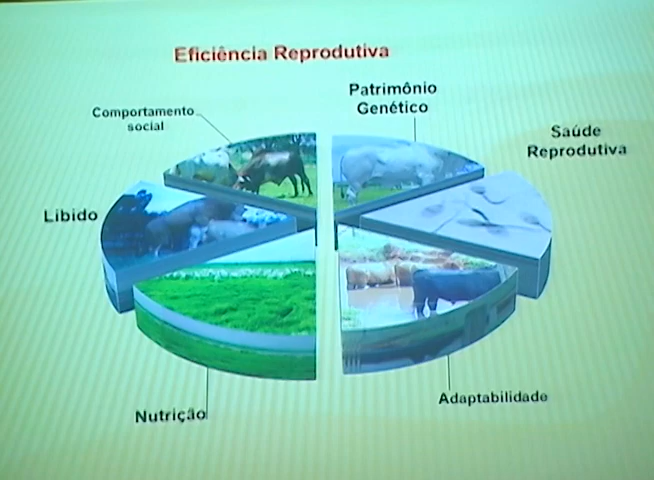 Eficiência Reprodutiva
Patrimônio
Genético
Comportamento
social
Saúde
Reprodutiva
Libido
Adaptabilidade
Nutrição